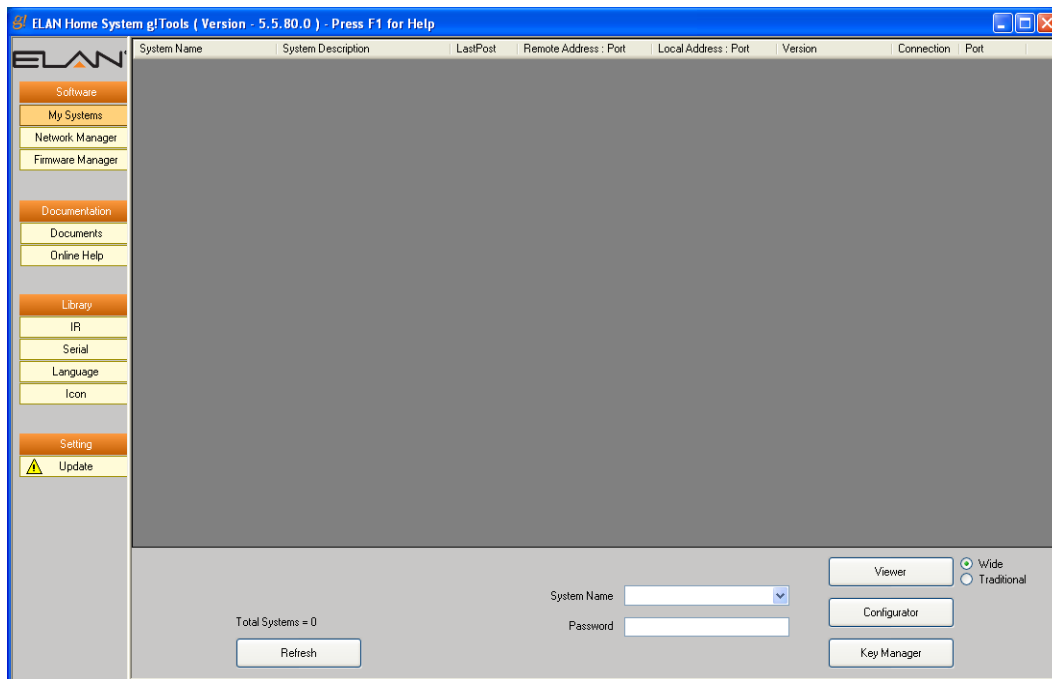 g! ELAN Home System g!Tools ( Version - 5.5.80.0 ) - Press F1 for Help
ELAN
System Name System Description LastPost Remote Address : Port Local Address : Port Version Connection Port
Software
My Systems
Network Manager
Firmware Manager
Documentation
Documents
Online Help
Library
IR
Serial
Language
Icon
Setting
Update
Total Systems = 0
Refresh
System Name
Password
Viewer
Configurator
Key Manager
Wide
Traditional